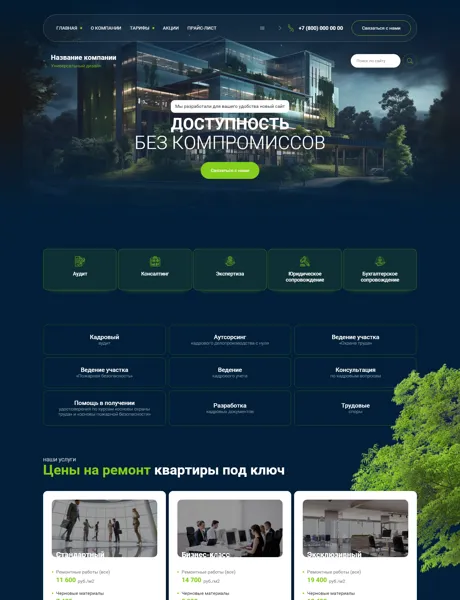 ГЛАВНАЯ О КОМПАНИИ ТАРИФЫ АКЦИИ ПРАЙС-ЛИСТ
+7 (800) 000 00 00
Связаться с нами
Название компании
Универсальный дизайн
Поиск по сайту
Мы разработали для вашего удобства новый сайт
ДОСТУПНОСТЬ
БЕЗ КОМПРОМИССОВ
Связаться с нами
Аудит
Консалтинг
Экспертиза
Юридическое
сопровождение
Бухгалтерское
сопровождение
Кадровый
аудит
Аутсорсинг
кадрового делопроизводства с нуля
Ведение участка
«Охрана труда»
Ведение участка
«Пожарная безопасность»
Ведение
кадрового учета
Консультация
по кадровым вопросам
Помощь в получении
удостоверений по курсам «основы охраны
труда и «основы пожарной безопасности»
Разработка
кадровых документов
Трудовые
споры
наши услуги
Цены на ремонт квартиры под ключ
Стандартный
Ремонтные работы (все)
11 600 руб./м2
Черновые материалы
Бизнес-класс
Ремонтные работы (все)
14 700 руб./м2
Черновые материалы
Эксклюзивный
Ремонтные работы (все)
19 400 руб./м2
Черновые материалы